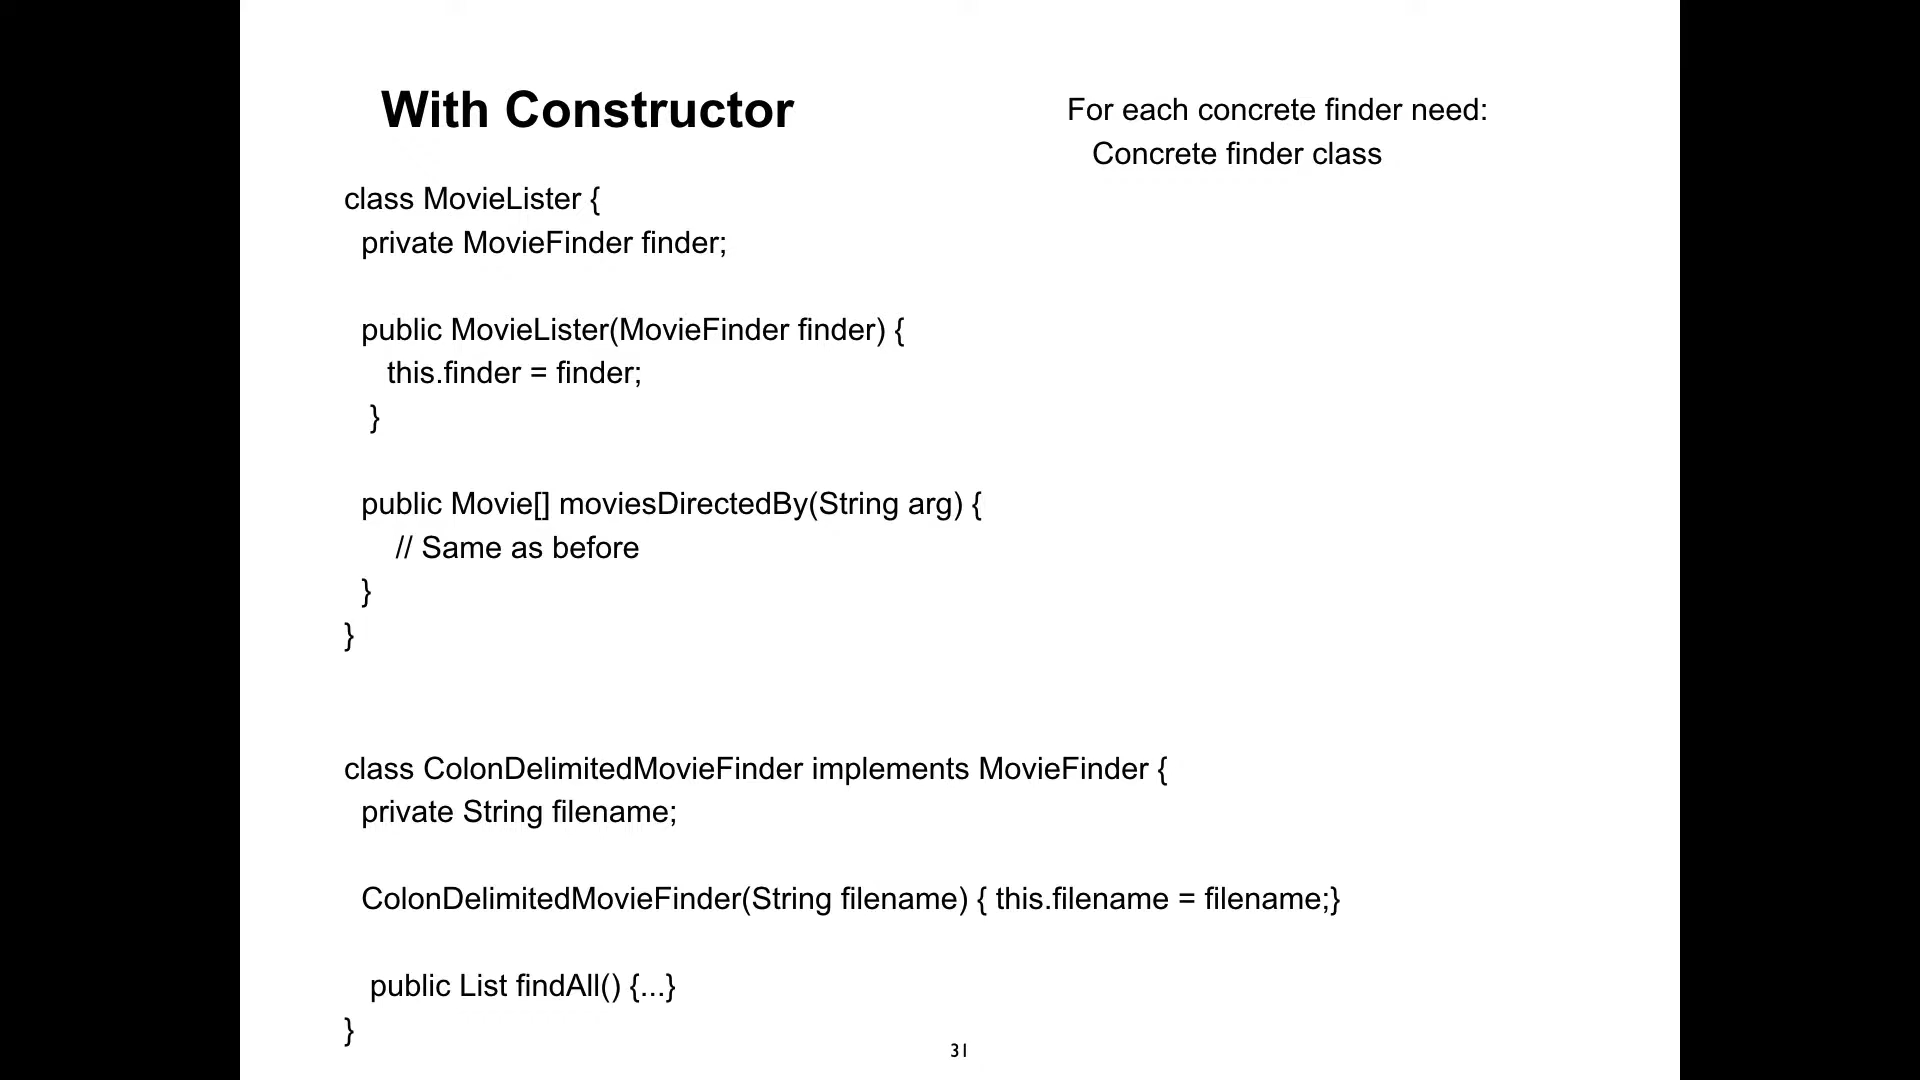 With Constructor
For each concrete finder need:
Concrete finder class
class MovieLister {
private MovieFinder finder;
public MovieLister(MovieFinder finder) {
this.finder = finder;
}
public Movie[] moviesDirectedBy(String arg) {
// Same as before
}
}
class ColonDelimitedMovieFinder implements MovieFinder {
private String filename;
ColonDelimitedMovieFinder(String filename) { this.filename = filename;}
public List findAll() {...}
}
31